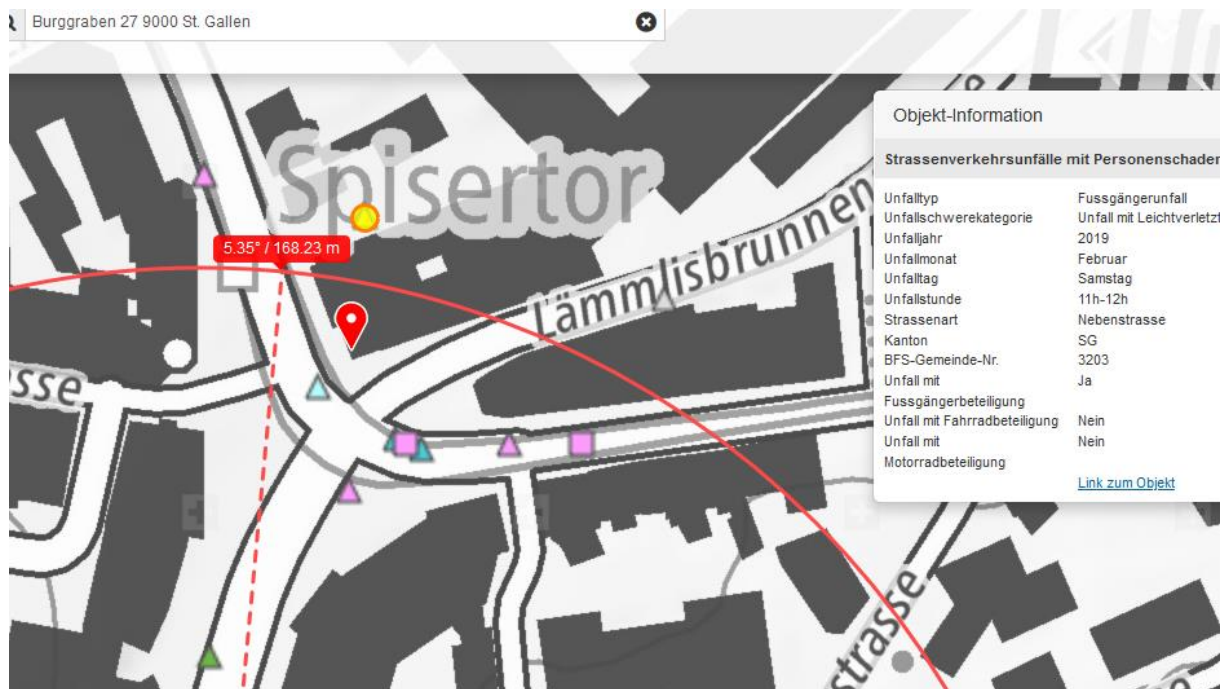 Burggraben 27 9000 St. Gallen
Objekt-Information
Strassenverkehrsunfälle mit Personenschaden
Unfalltyp Fussgängerunfall
Unfallschwerekategorie Unfall mit Leichtverletzt
Unfalljahr 2019
Unfallmonat Februar
Unfalltag Samstag
Unfallstunde 11h-12h
Strassenart Nebenstrasse
Kanton SG
BFS-Gemeinde-Nr. 3203
Unfall mit Ja
Fussgängerbeteiligung
Unfall mit Fahrradbeteiligung Nein
Unfall mit Nein
Motorradbeteiligung
Link zum Objekt
Spisertor
5.35° / 168.23 m
Lämmlisbrunnen
sse
strasse